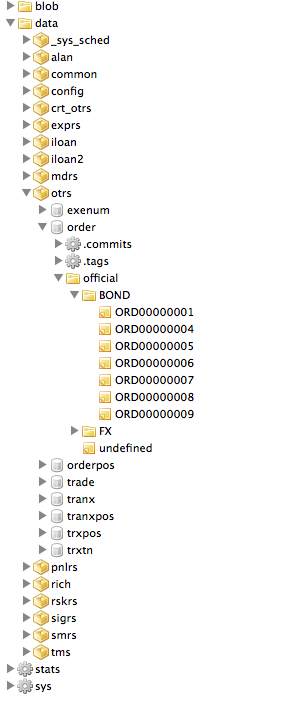 blob
data
_sys_sched
alan
common
config
crt_otrs
exprs
iloan
iloan2
mdrs
otrs
exenum
order
.commits
.tags
official
BOND
ORD00000001
ORD00000004
ORD00000005
ORD00000006
ORD00000007
ORD00000008
ORD00000009
FX
undefined
orderpos
trade
tranx
tranxpos
trxpos
trxtn
pnlrs
rich
rskrs
sigrs
smrs
tms
stats
sys